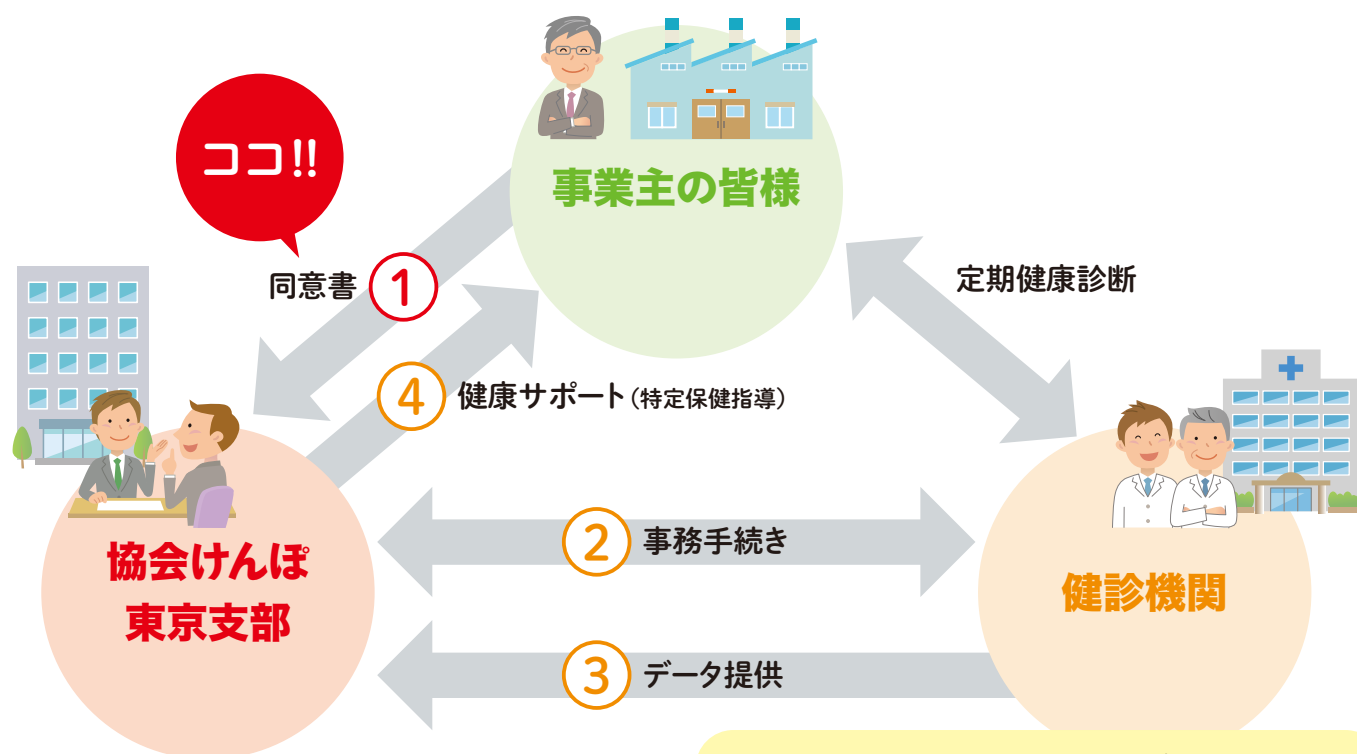 ココ!!
事業主の皆様
同意書 ①
定期健康診断
④ 健康サポート(特定保健指導)
② 事務手続き
協会けんぽ
東京支部
健診機関
③ データ提供